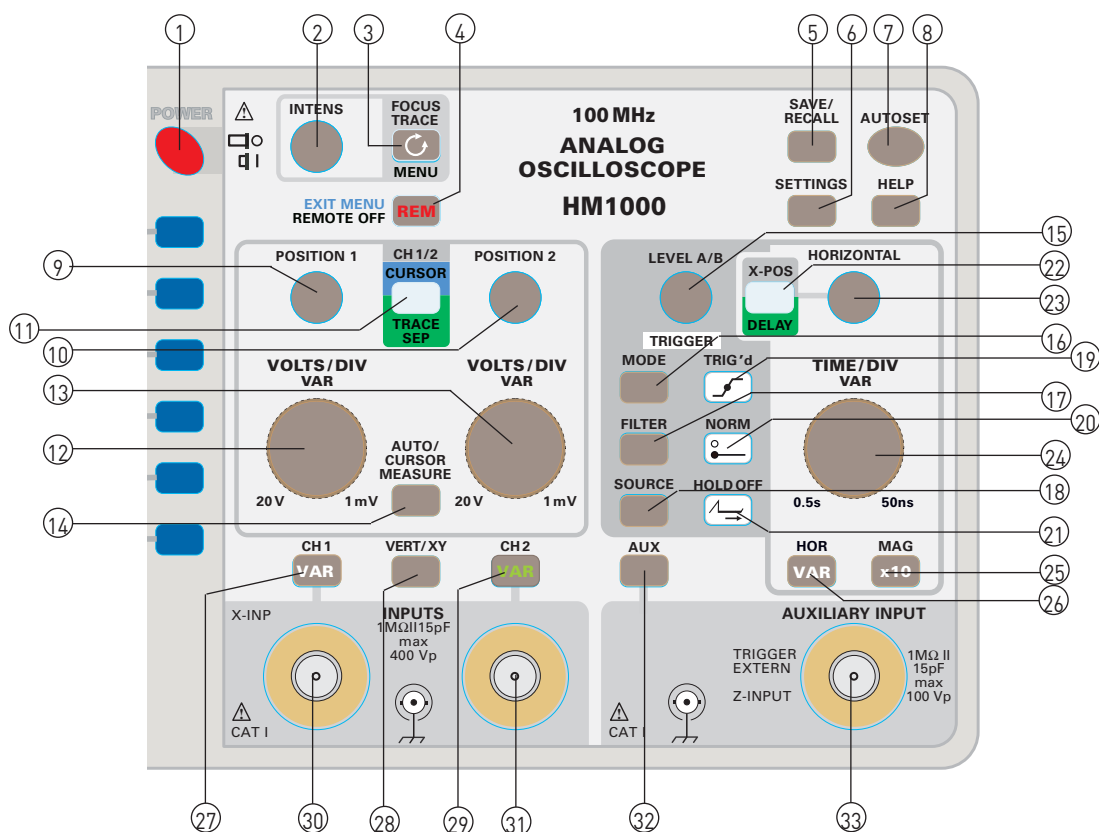 1
2
3
4
5
6
7
8
POWER
INTENS
FOCUS
TRACE
MENU
EXIT MENU
REMOTE OFF
REM
100 MHz
ANALOG
OSCILLOSCOPE
HM1000
SAVE/
RECALL
AUTOSET
SETTINGS
HELP
9
POSITION 1
CH 1/2
CURSOR
TRACE
SEP
POSITION 2
LEVEL A/B
X-POS
DELAY
HORIZONTAL
15
22
23
11
10
TRIGGER
16
19
VOLTS/DIV
VAR
VOLTS/DIV
VAR
MODE
TRIG'd
TIME/DIV
VAR
13
17
12
AUTO/
CURSOR
MEASURE
FILTER
NORM
20
24
20 V
1 mV
20 V
1 mV
SOURCE
HOLD OFF
0.5s
50ns
18
14
21
CH 1
VAR
VERT/XY
CH 2
VAR
AUX
HOR
VAR
MAG
x10
25
26
X-INP
INPUTS
1MΩII15pF
max
400 Vp
CAT I
AUXILIARY INPUT
TRIGGER
EXTERN
Z-INPUT
1MΩ II
15pF
max
100 Vp
CAT I
27
30
28
29
31
32
33